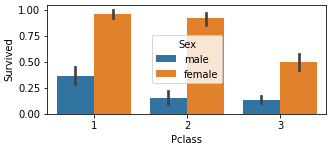 1.00
0.75
0.50
0.25
0.00
Survived
Sex
male
female
1 2 3
Pclass